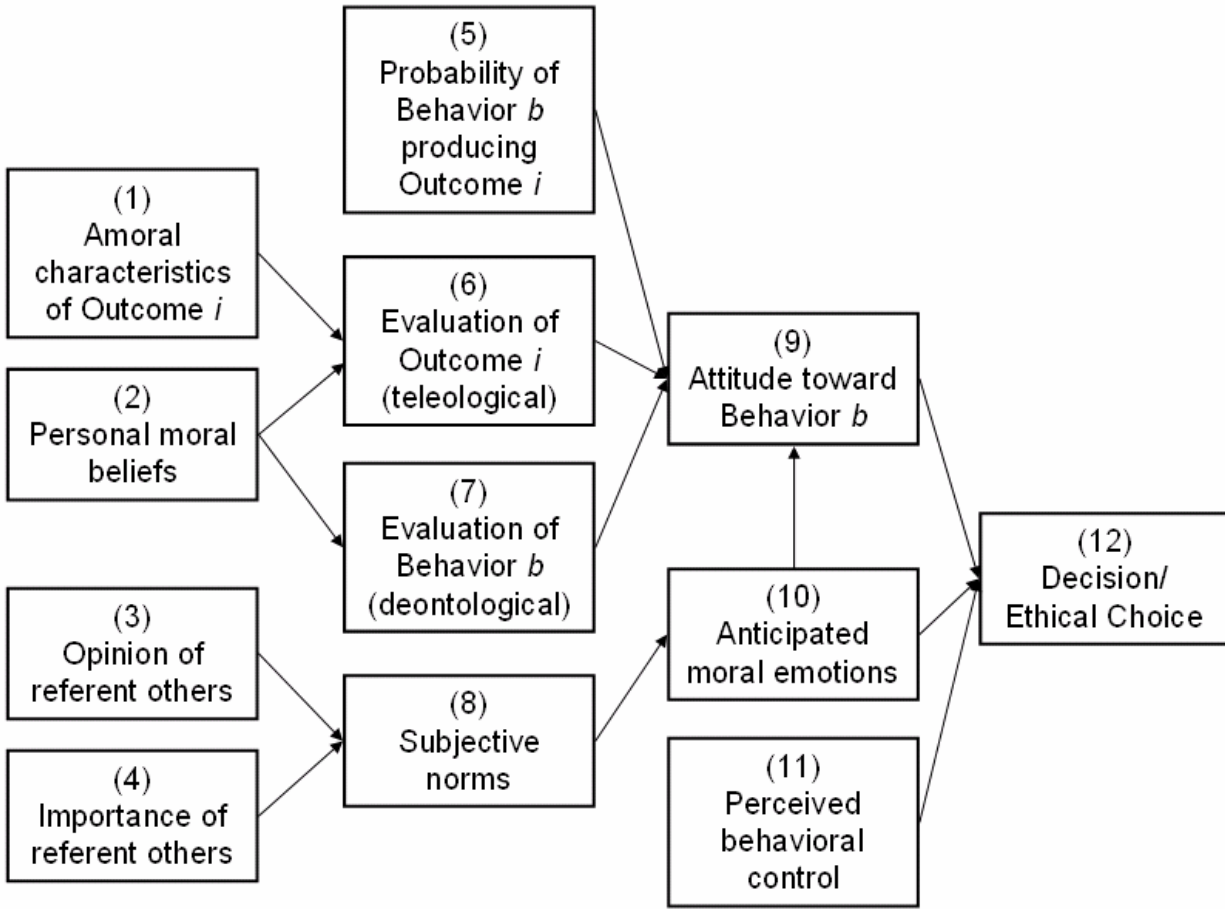 (1)
Amoral
characteristics
of Outcome i
(2)
Personal moral
beliefs
(3)
Opinion of
referent others
(4)
Importance of
referent others
(5)
Probability of
Behavior b
producing
Outcome i
(6)
Evaluation of
Outcome i
(teleological)
(7)
Evaluation of
Behavior b
(deontological)
(8)
Subjective
norms
(9)
Attitude toward
Behavior b
(10)
Anticipated
moral emotions
(11)
Perceived
behavioral
control
(12)
Decision/
Ethical Choice